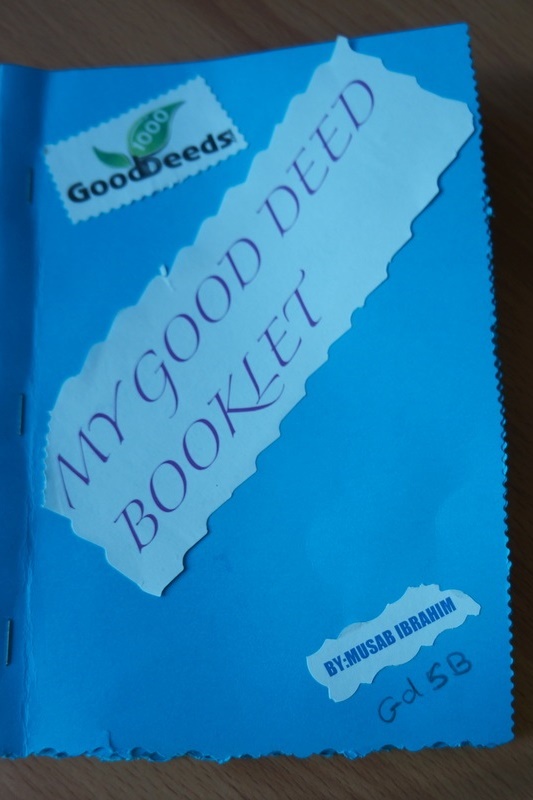 1000
GoodDeeds
MY GOOD DEED
BOOKLET
BY:MUSAB IBRAHIM
Gd 5B